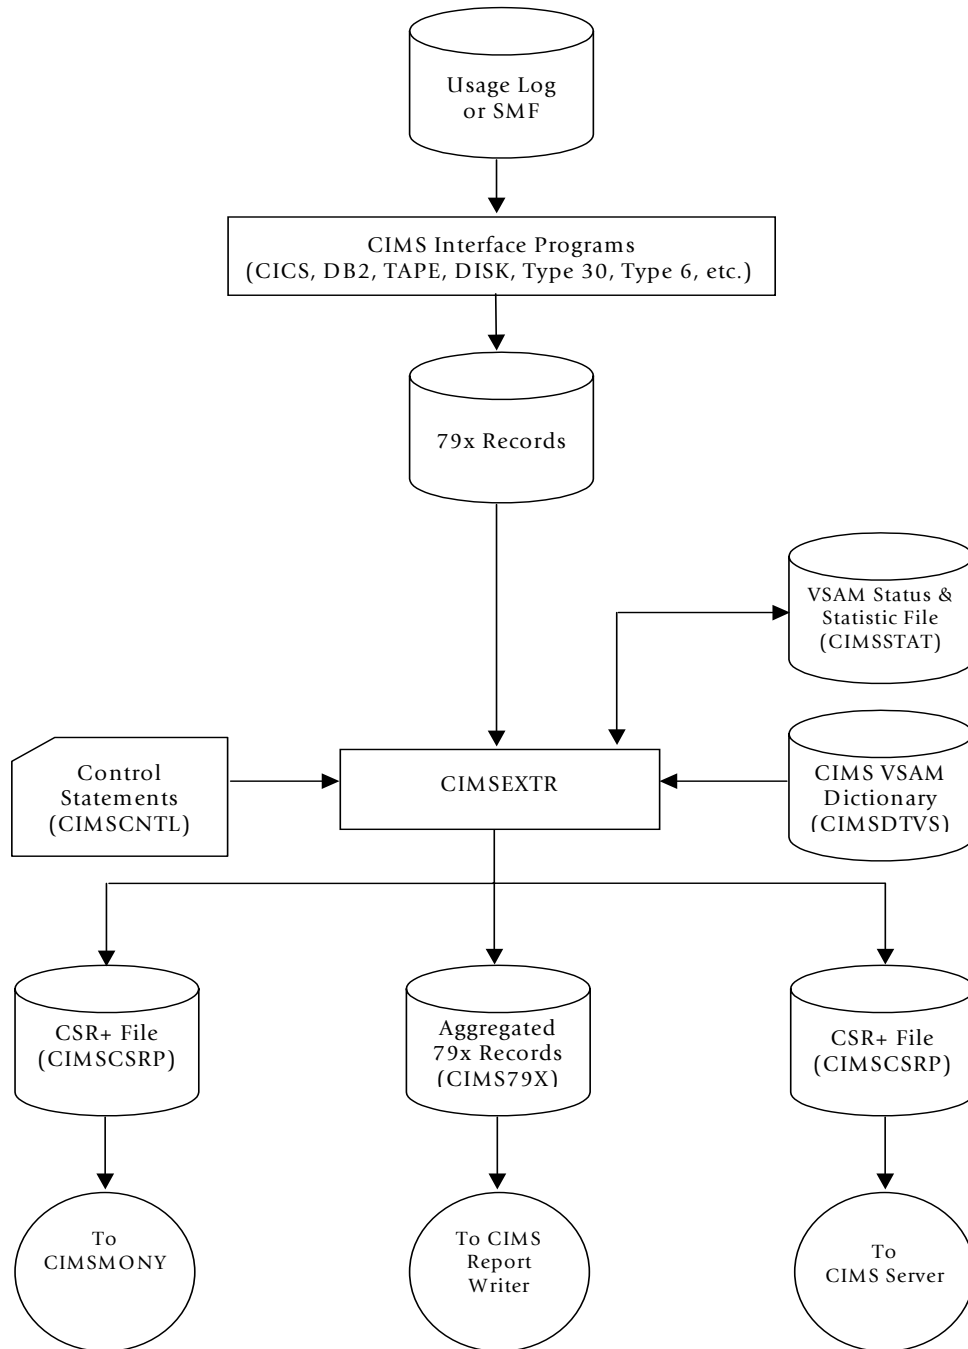 Usage Log
or SMF
CIMS Interface Programs
(CICS, DB2, TAPE, DISK, Type 30, Type 6, etc.)
79x Records
VSAM Status &
Statistic File
(CIMSSTAT)
Control
Statements
(CIMSCNTL)
CIMSEXTR
CIMS VSAM
Dictionary
(CIMSDTVS)
CSR+ File
(CIMSCSRP)
Aggregated
79x Records
(CIMS79X)
CSR+ File
(CIMSCSRP)
To
CIMSMONY
To CIMS
Report
Writer
To
CIMS Server